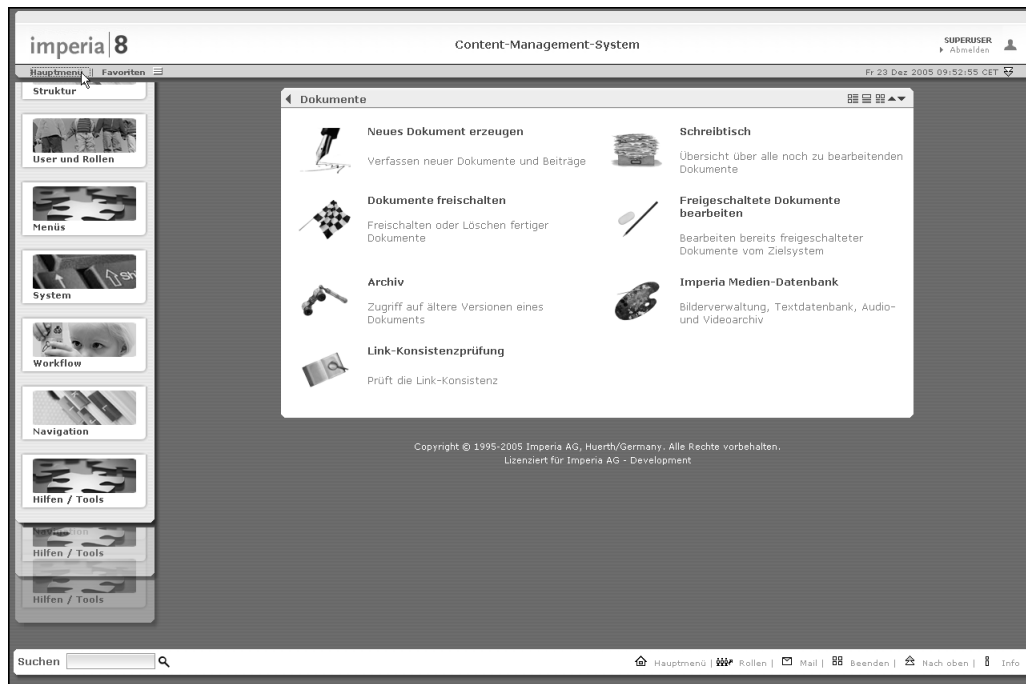 imperia 8
Content-Management-System
SUPERUSER
Abmelden
Hauptmenü | Favoriten
Fr 23 Dez 2005 09:52:55 CET
Struktur
User und Rollen
Menüs
System
Workflow
Navigation
Hilfen / Tools
Navigation
Hilfen / Tools
Hilfen / Tools
Dokumente
Neues Dokument erzeugen
Verfassen neuer Dokumente und Beiträge
Schreibtisch
Übersicht über alle noch zu bearbeitenden
Dokumente
Dokumente freischalten
Freischalten oder Löschen fertiger
Dokumente
Freigeschaltete Dokumente
bearbeiten
Bearbeiten bereits freigeschalteter
Dokumente vom Zielsystem
Archiv
Zugriff auf ältere Versionen eines
Dokuments
Imperia Medien-Datenbank
Bilderverwaltung, Textdatenbank, Audio-
und Videoarchiv
Link-Konsistenzprüfung
Prüft die Link-Konsistenz
Copyright © 1995-2005 Imperia AG, Huerth/Germany. Alle Rechte vorbehalten.
Lizenziert für Imperia AG - Development
Suchen
Hauptmenü | Rollen | Mail | Beenden | Nach oben | Info